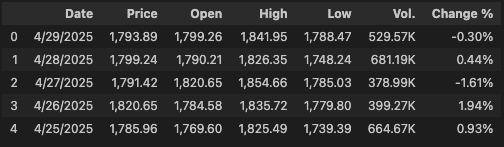 Date Price Open High Low Vol. Change %
0 4/29/2025 1,793.89 1,799.26 1,841.95 1,788.47 529.57K -0.30%
1 4/28/2025 1,799.24 1,790.21 1,826.35 1,748.24 681.19K 0.44%
2 4/27/2025 1,791.42 1,820.65 1,854.66 1,785.03 378.99K -1.61%
3 4/26/2025 1,820.65 1,784.58 1,835.72 1,779.80 399.27K 1.94%
4 4/25/2025 1,785.96 1,769.60 1,825.49 1,739.39 664.67K 0.93%